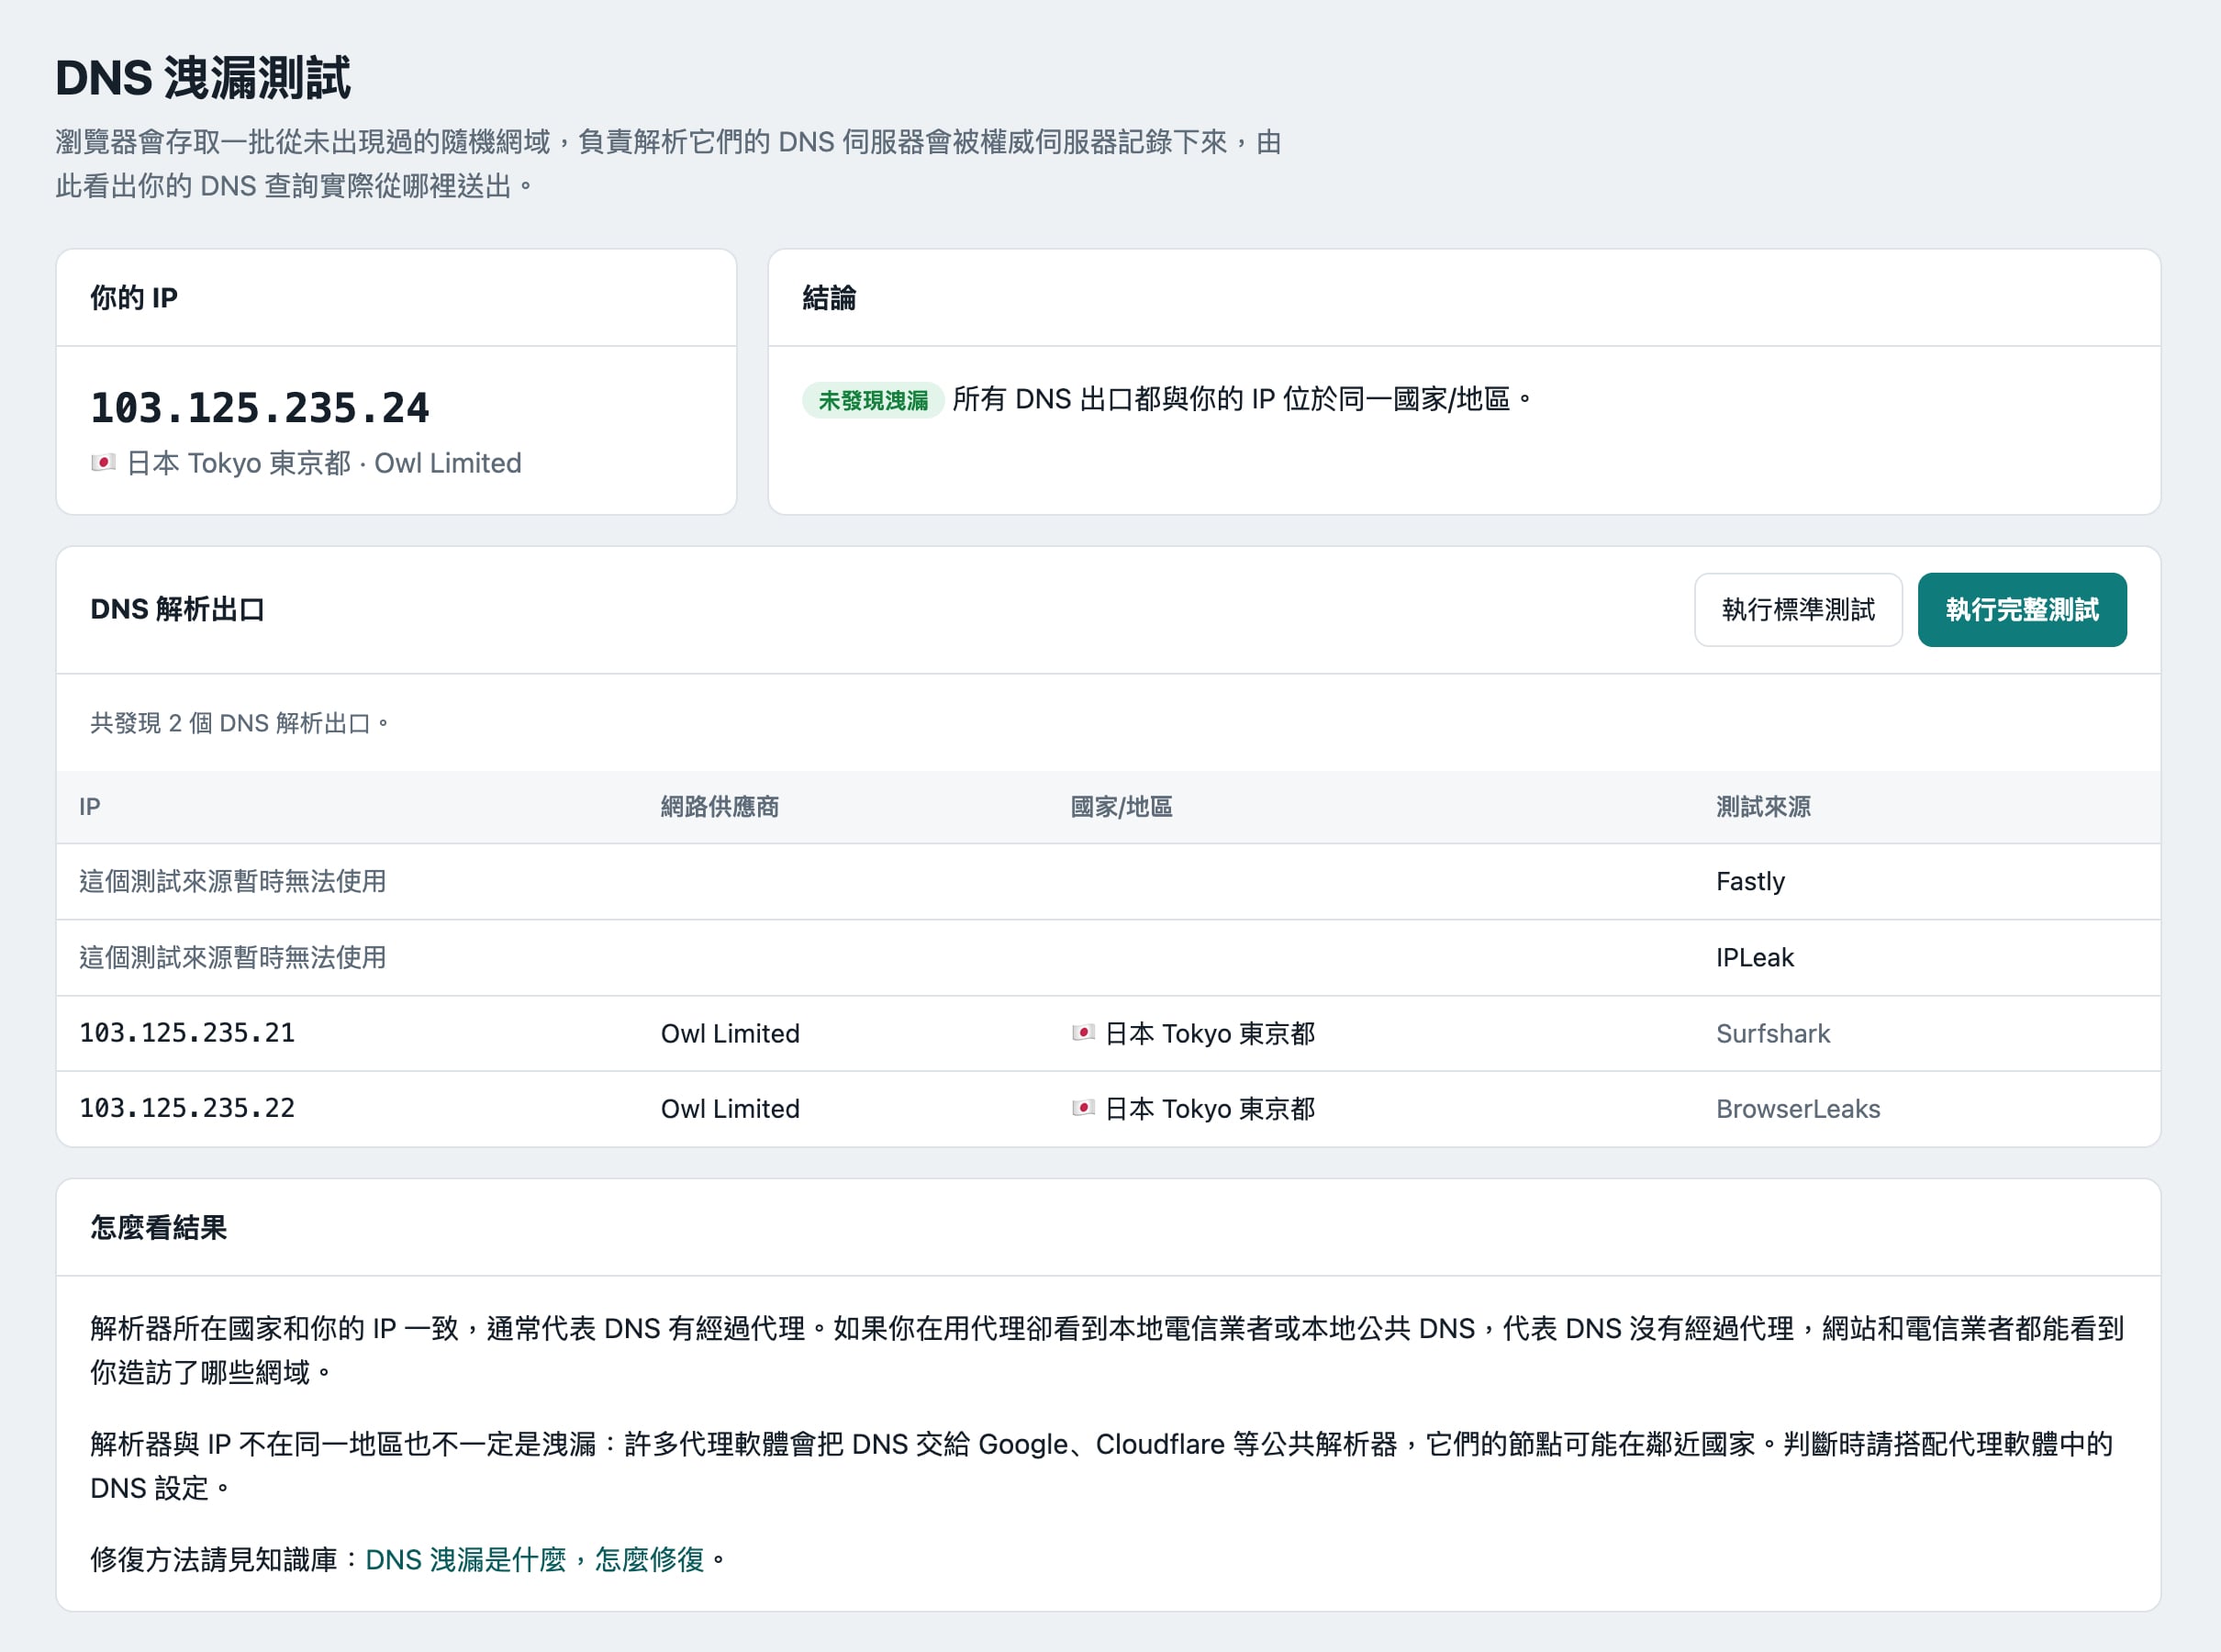 DNS 洩漏測試
瀏覽器會存取一批從未出現過的隨機網域，負責解析它們的 DNS 伺服器會被權威伺服器記錄下來，由
此看出你的 DNS 查詢實際從哪裡送出。
你的 IP
103.125.235.24
日本 Tokyo 東京都 · Owl Limited
結論
未發現洩漏 所有 DNS 出口都與你的 IP 位於同一國家/地區。
DNS 解析出口
執行標準測試 執行完整測試
共發現 2 個 DNS 解析出口。
IP 網路供應商 國家/地區 測試來源
這個測試來源暫時無法使用 Fastly
這個測試來源暫時無法使用 IPLeak
103.125.235.21 Owl Limited 日本 Tokyo 東京都 Surfshark
103.125.235.22 Owl Limited 日本 Tokyo 東京都 BrowserLeaks
怎麼看結果
解析器所在國家和你的 IP 一致，通常代表 DNS 有經過代理。如果你在用代理卻看到本地電信業者或本地公共 DNS，代表 DNS 沒有經過代理，網站和電信業者都能看到
你造訪了哪些網域。
解析器與 IP 不在同一地區也不一定是洩漏：許多代理軟體會把 DNS 交給 Google、Cloudflare 等公共解析器，它們的節點可能在鄰近國家。判斷時請搭配代理軟體中的
DNS 設定。
修復方法請見知識庫：DNS 洩漏是什麼，怎麼修復。